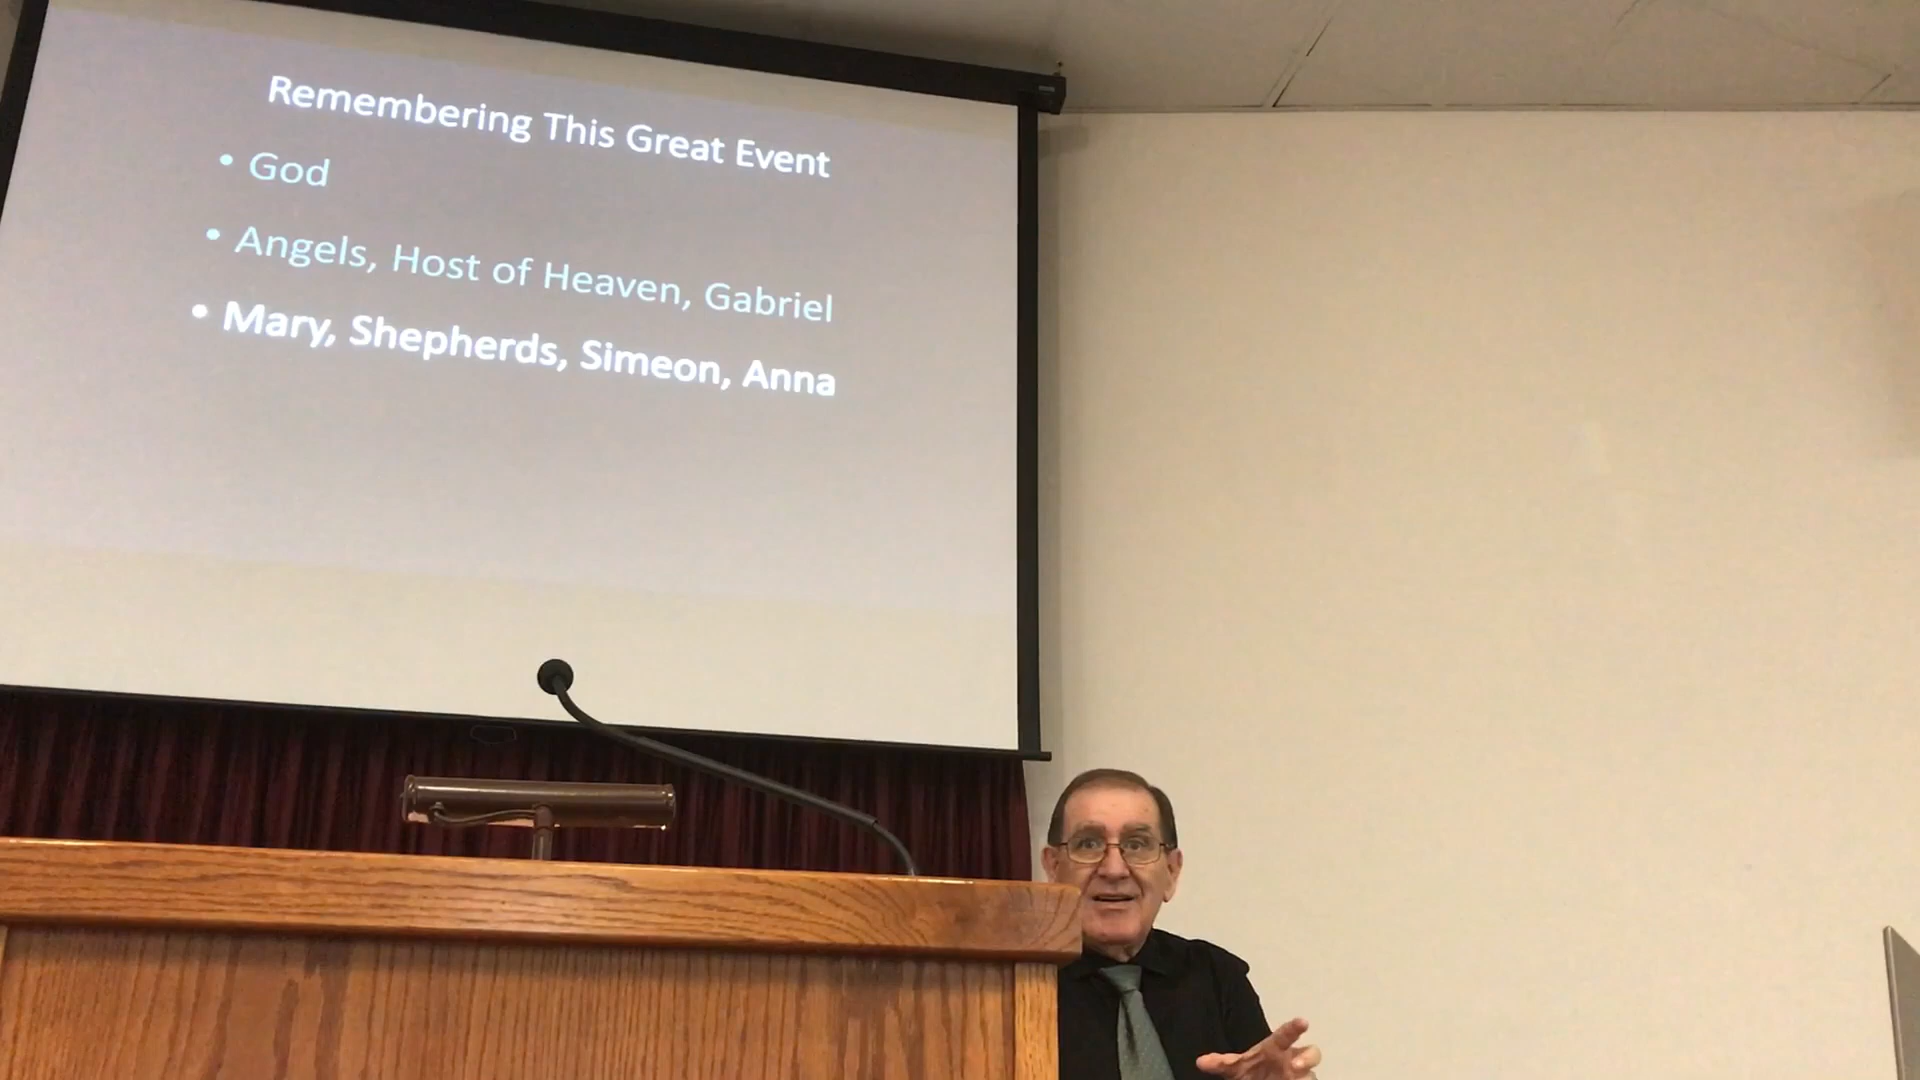 Remembering This Great Event
• God
• Angels, Host of Heaven, Gabriel
• Mary, Shepherds, Simeon, Anna